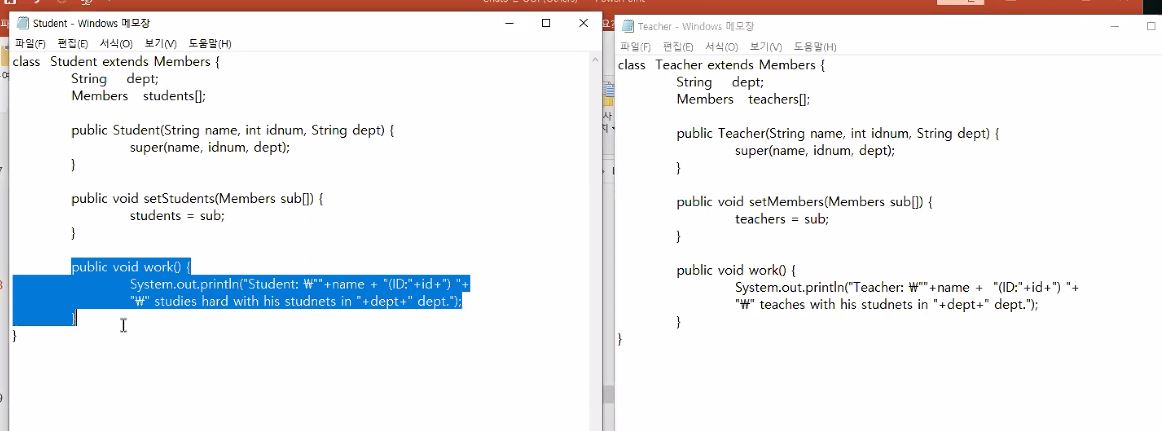 Student - Windows 메모장
파일(F) 편집(E) 서식(O) 보기(V) 도움말(H)
class Student extends Members {
String dept;
Members students[];
public Student(String name, int idnum, String dept) {
super(name, idnum, dept);
}
public void setStudents(Members sub[]) {
students = sub;
}
public void work() {
System.out.println("Student: ₩""+name + "(ID:"+id+") "+
"₩" studies hard with his studnets in "+dept+" dept.");
}
}
Teacher - Windows 메모장
파일(F) 편집(E) 서식(O) 보기(V) 도움말(H)
class Teacher extends Members {
String dept;
Members teachers[];
public Teacher(String name, int idnum, String dept) {
super(name, idnum, dept);
}
public void setMembers(Members sub[]) {
teachers = sub;
}
public void work() {
System.out.println("Teacher: ₩""+name + "(ID:"+id+") "+
"₩" teaches with his studnets in "+dept+" dept.");
}
}